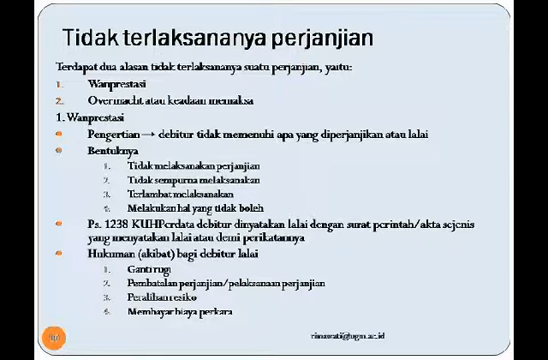 Tidak terlaksananya perjanjian
Terdapat dua alasan tidak terlaksananya suatu perjanjian, yaitu:
1. Wanprestasi
2. Overmacht atau keadaan memaksa
1. Wanprestasi
Pengertian → debitur tidak memenuhi apa yang diperjanjikan atau lalai
Bentuknya
1. Tidak melaksanakan perjanjian
2. Tidak sempurna melaksanakan
3. Terlambat melaksanakan
4. Melakukan hal yang tidak boleh
Ps. 1238 KUHPerdata debitur dinyatakan lalai dengan surat perintah/akta sejenis
yang menyatakan lalai atau demi perikatannya
Hukuman (akibat) bagi debitur lalai
1. Ganti rugi
2. Pembatalan perjanjian/pelaksanaan perjanjian
3. Peralihan resiko
4. Membayar biaya perkara
rimawati@ugm.ac.id